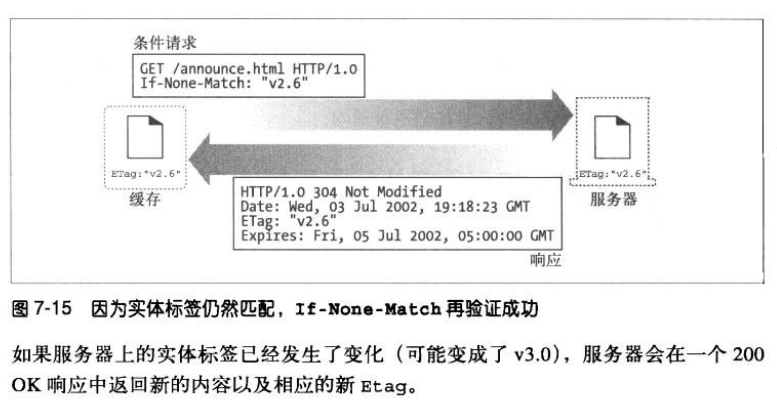 条件请求
GET /announce.html HTTP/1.0
If-None-Match: "v2.6"
ETag:"v2.6"
缓存
ETag:"v2.6"
服务器
HTTP/1.0 304 Not Modified
Date: Wed, 03 Jul 2002, 19:18:23 GMT
ETag: "v2.6"
Expires: Fri, 05 Jul 2002, 05:00:00 GMT
响应
图 7-15 因为实体标签仍然匹配，If-None-Match 再验证成功
如果服务器上的实体标签已经发生了变化（可能变成了 v3.0），服务器会在一个 200
OK 响应中返回新的内容以及相应的新 Etag。